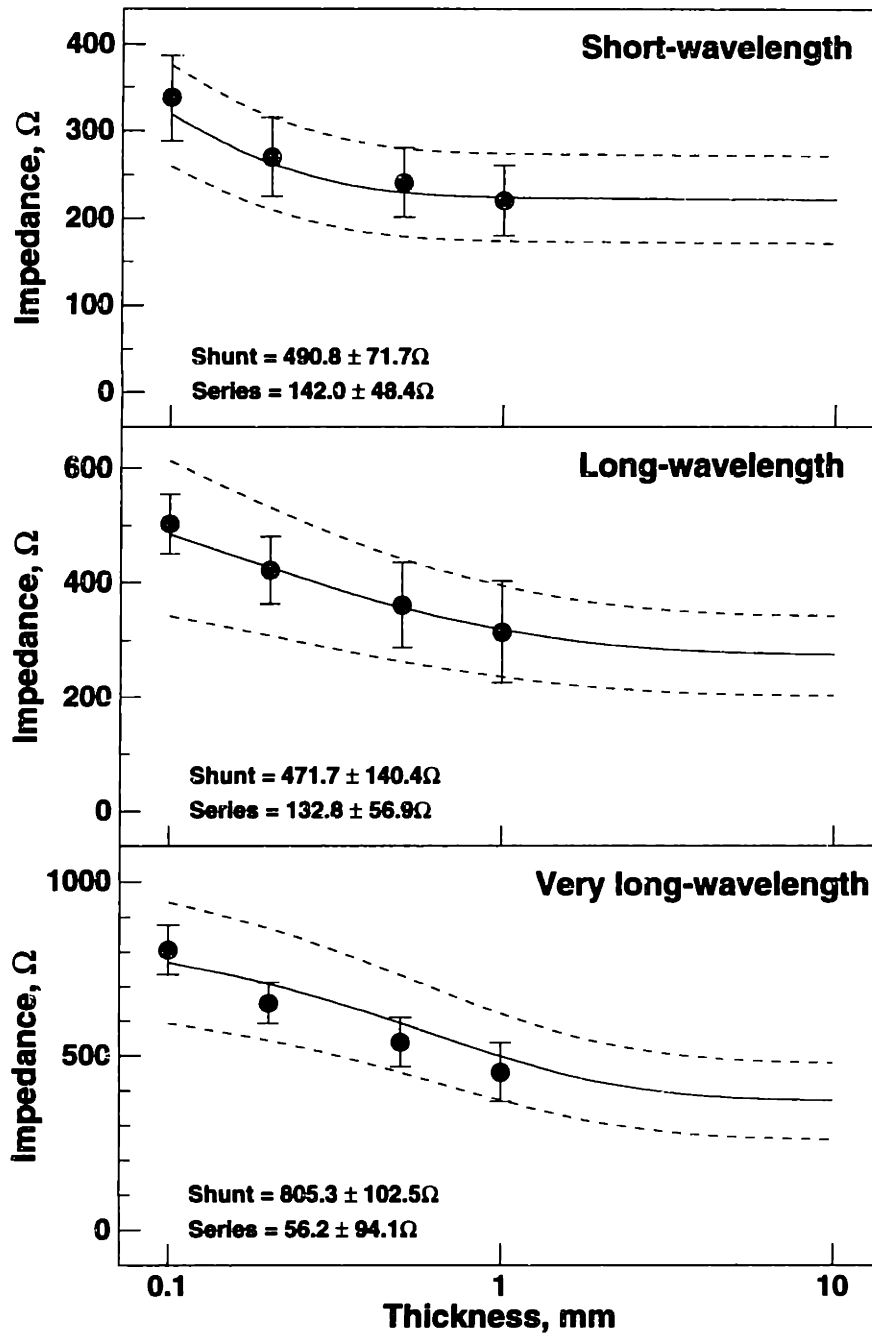 Short-wavelength
400
300
200
100
0
Impedance, Ω
Shunt = 490.8 ± 71.7Ω
Series = 142.0 ± 48.4Ω
Long-wavelength
600
400
200
0
Impedance, Ω
Shunt = 471.7 ± 140.4Ω
Series = 132.8 ± 56.9Ω
Very long-wavelength
1000
500
0
Impedance, Ω
Shunt = 805.3 ± 102.5Ω
Series = 56.2 ± 94.1Ω
0.1 1 10
Thickness, mm